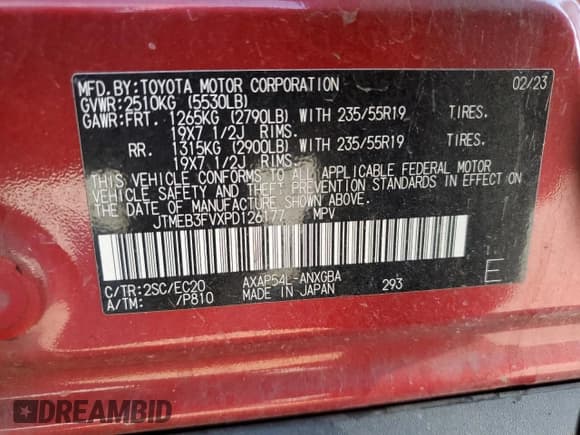 MFD.BY:TOYOTA MOTOR CORPORATION 02/23
GVWR:2510KG (5530LB)
GAWR:FRT. 1265KG (2790LB) WITH 235/55R19 TIRES.
19X7 1/2J RIMS.
RR. 1315KG (2900LB) WITH 235/55R19 TIRES.
19X7 1/2J RIMS.
THIS VEHICLE CONFORMS TO ALL APPLICABLE FEDERAL MOTOR
VEHICLE SAFETY AND THEFT PREVENTION STANDARDS IN EFFECT
ON THE DATE OF MANUFACTURE SHOWN ABOVE.
JTMEB3FVXPD126177 MPV
C/TR:2SC/EC20 AXAP54L-ANXGBA 293 E
A/TM: /P810 MADE IN JAPAN
DREAMBID